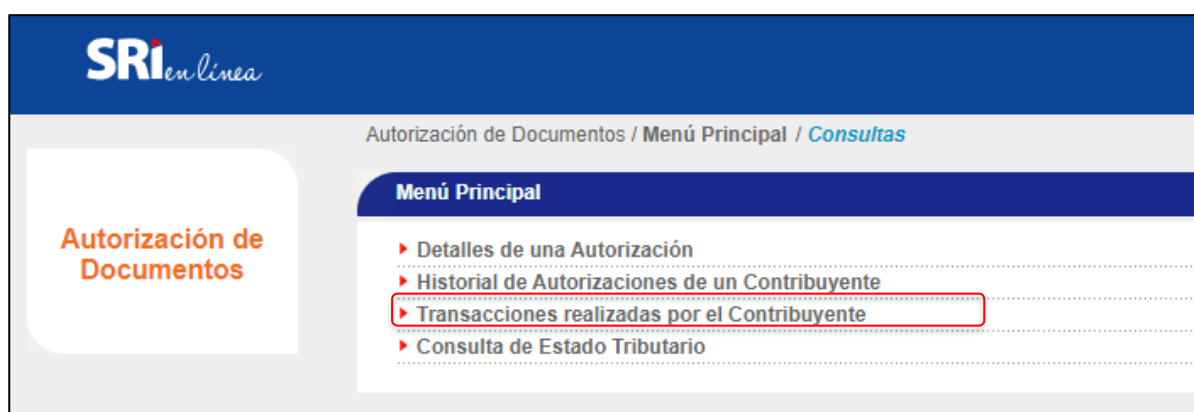 SRi en línea
Autorización de Documentos / Menú Principal / Consultas
Menú Principal
Autorización de
Documentos
Detalles de una Autorización
Historial de Autorizaciones de un Contribuyente
Transacciones realizadas por el Contribuyente
Consulta de Estado Tributario